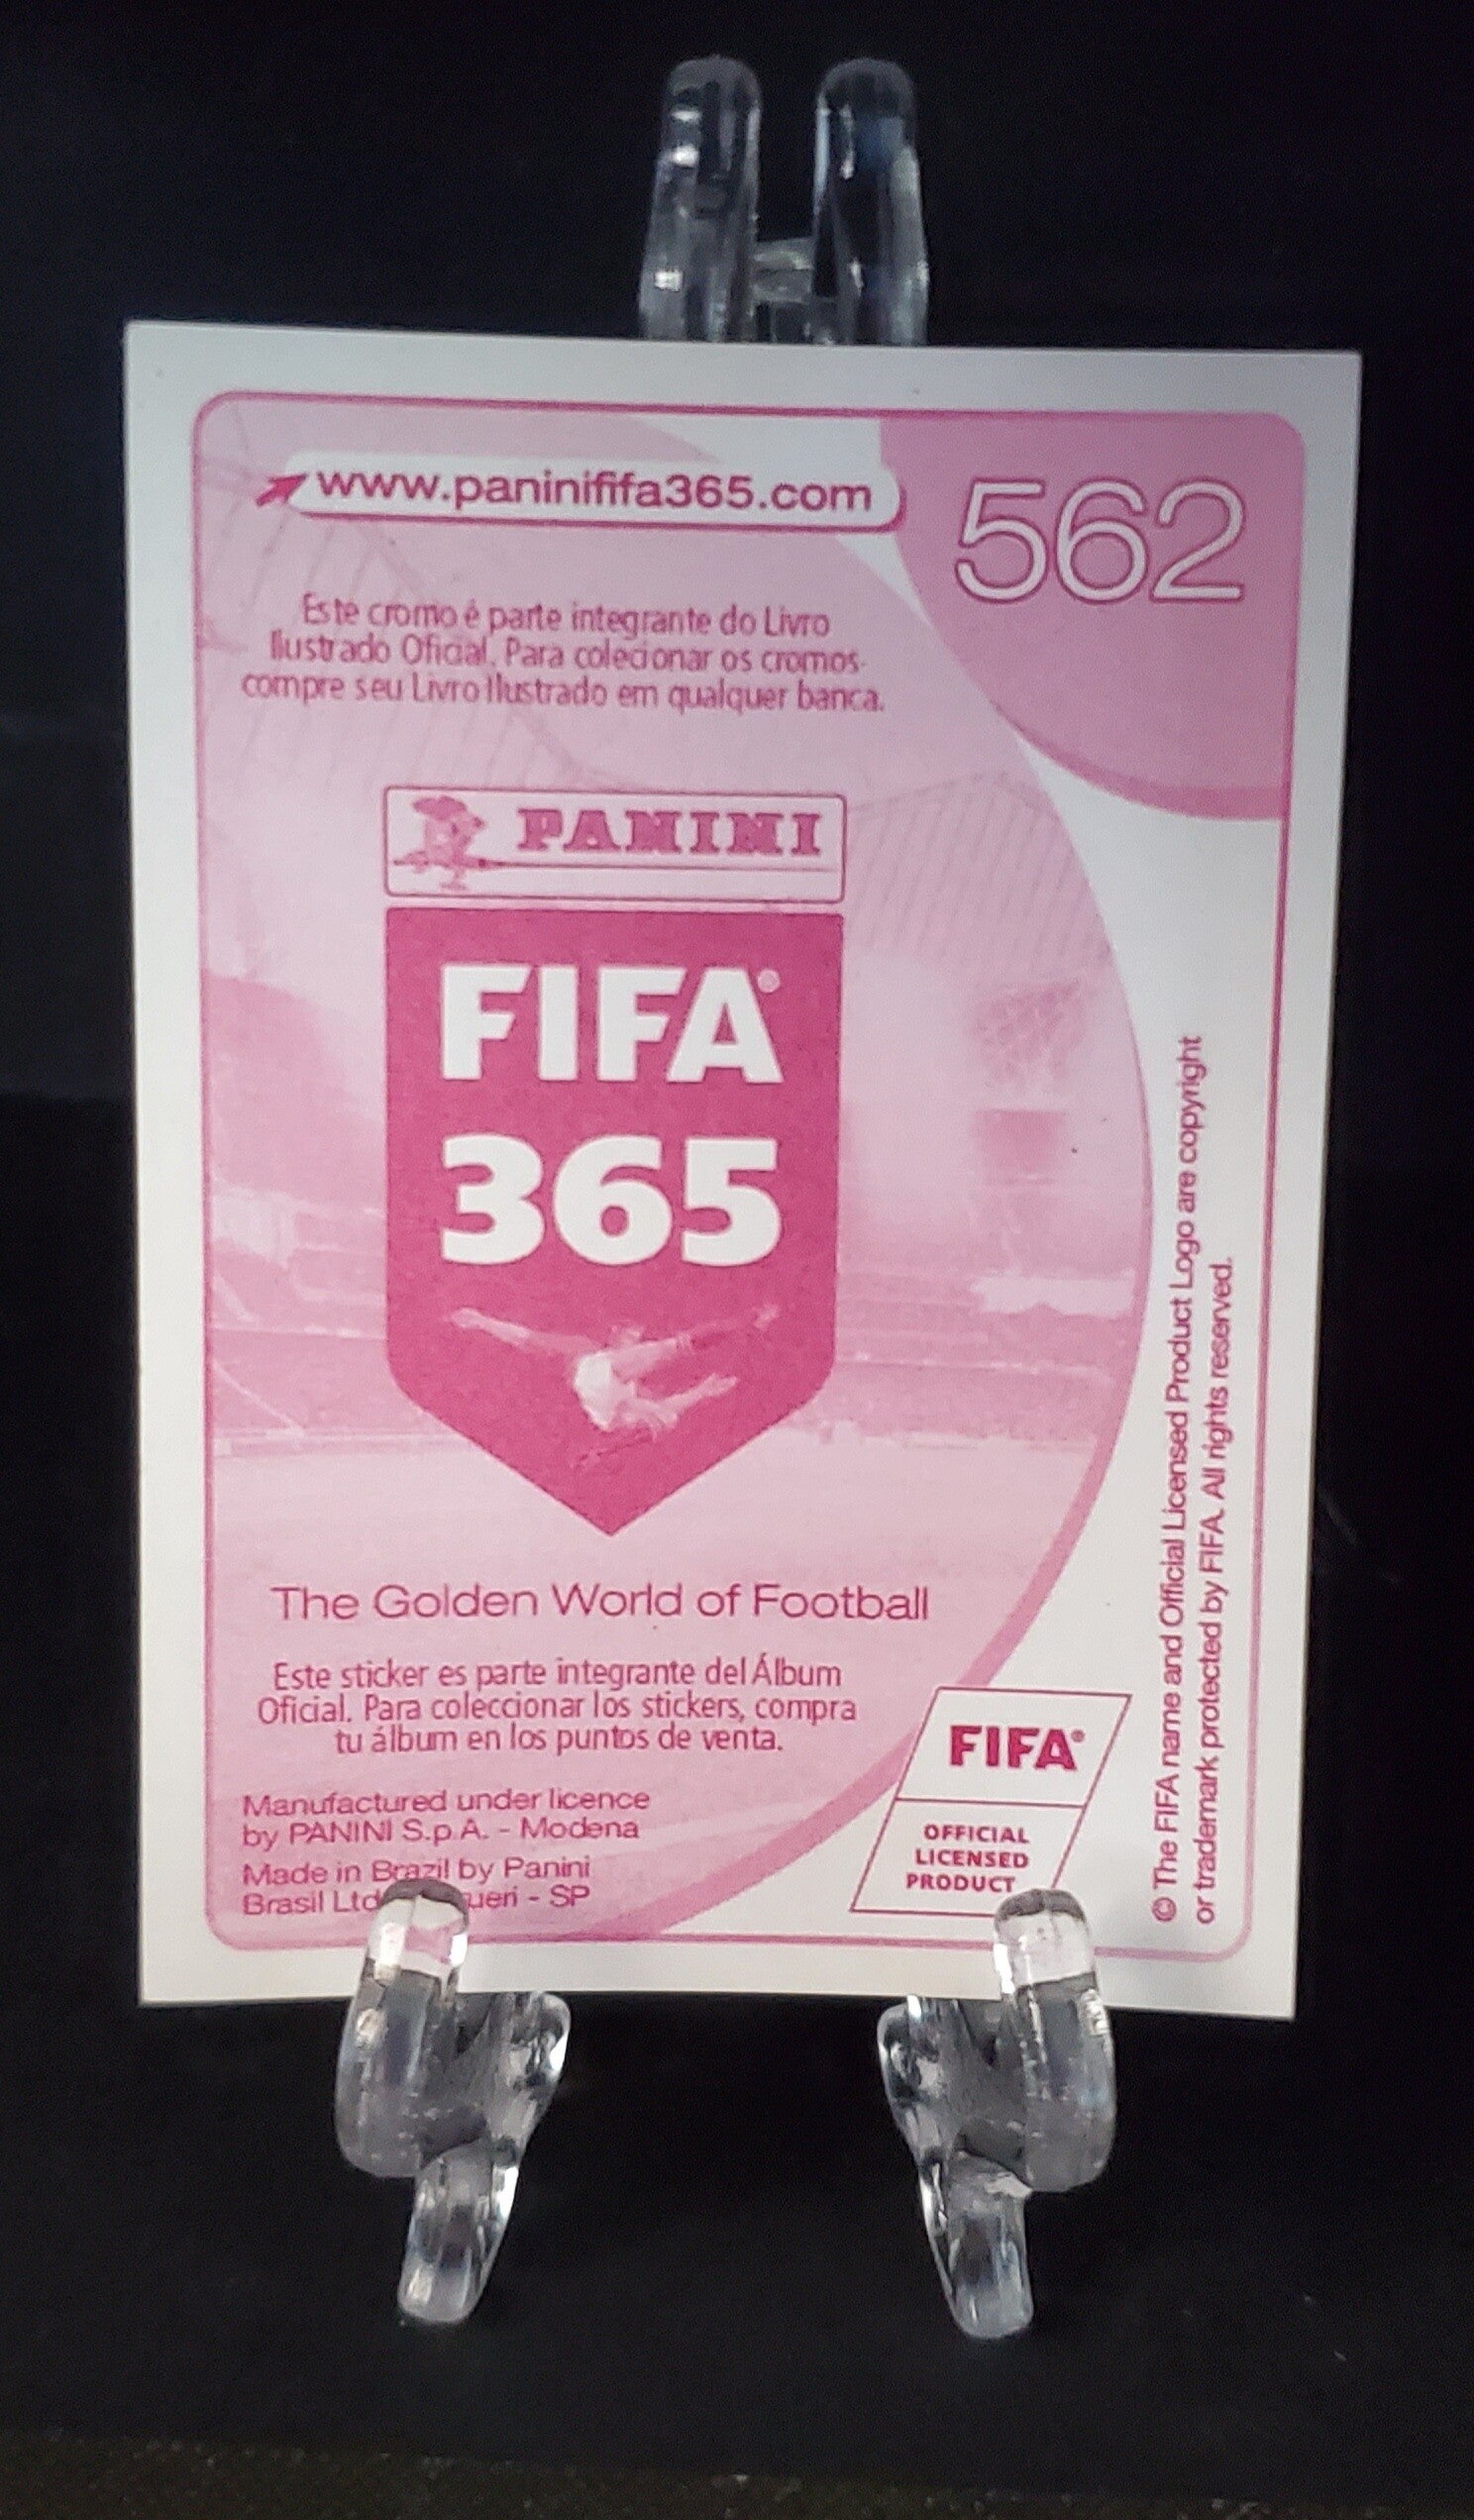 www.paninififa365.com
562
Este cromo é parte integrante do Livro
Ilustrado Oficial. Para colecionar os cromos
compre seu Livro Ilustrado em qualquer banca.
PANINI
FIFA®
365
The Golden World of Football
Este sticker es parte integrante del Álbum
Oficial. Para coleccionar los stickers, compra
tu álbum en los puntos de venta.
Manufactured under licence
by PANINI S.p.A. - Modena
Made in Brazil by Panini
Brasil - SP
FIFA®
OFFICIAL
LICENSED
PRODUCT
© The FIFA name and Official Licensed Product Logo are copyright
or trademark protected by FIFA. All rights reserved.